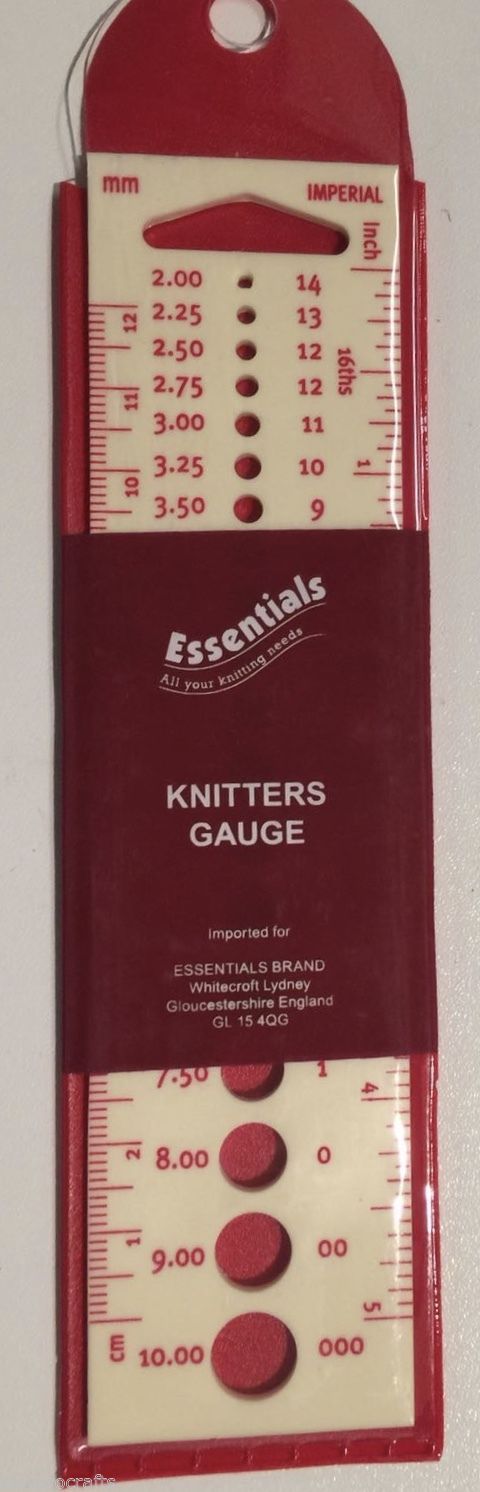 mm IMPERIAL
Inch
2.00 14
2.25 13
12
2.50 12
16ths
2.75 12
11
3.00 11
3.25 10
1
10
3.50 9
Essentials
All your knitting needs
KNITTERS
GAUGE
Imported for
ESSENTIALS BRAND
Whitecroft Lydney
Gloucestershire England
GL 15 4QG
7.50 1
4
2
8.00 0
1
9.00 00
5
cm
10.00 000